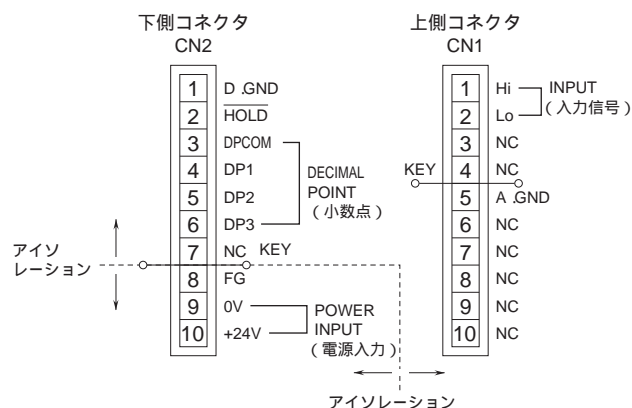 下側コネクタ
CN2
1 D.GND
2 HOLD
3 DPCOM
4 DP1
5 DP2
6 DP3
7 NC
8 FG
9 0V
10 +24V
DECIMAL
POINT
(小数点)
KEY
POWER
INPUT
(電源入力)
アイソ
レーション
上側コネクタ
CN1
1 Hi
2 Lo
3 NC
4 NC
5 A.GND
6 NC
7 NC
8 NC
9 NC
10 NC
INPUT
(入力信号)
KEY
アイソレーション